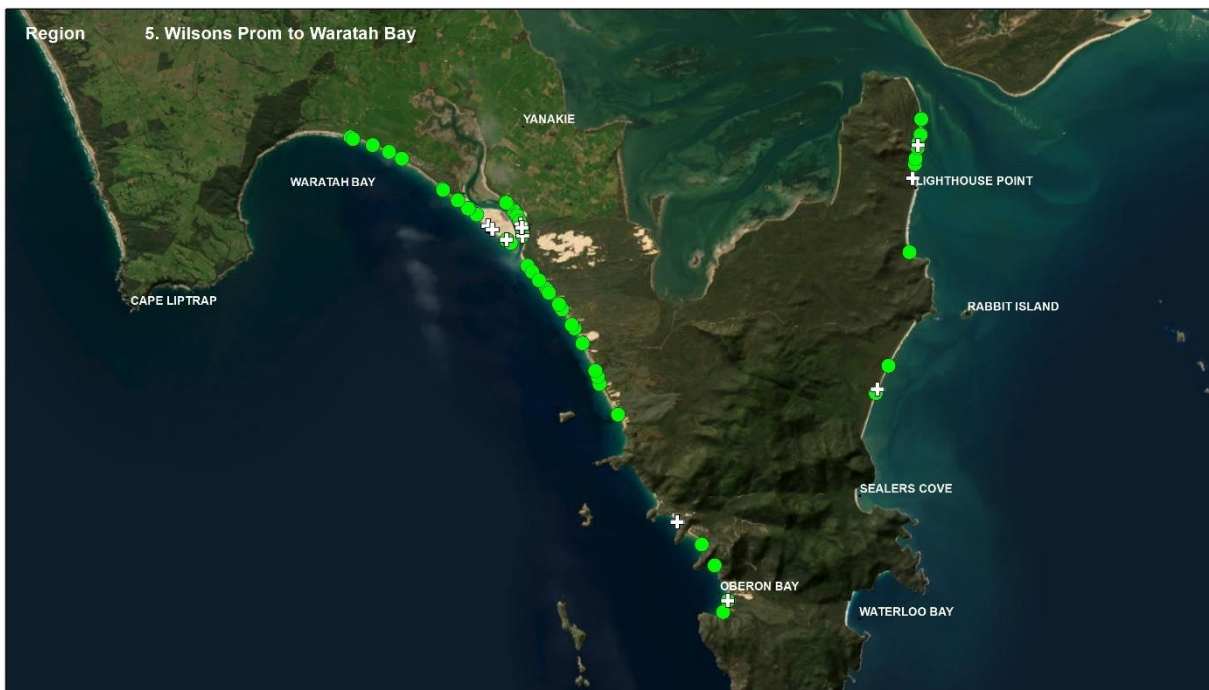 Region 5. Wilsons Prom to Waratah Bay
YANAKIE
WARATAH BAY
LIGHTHOUSE POINT
CAPE LIPTRAP
RABBIT ISLAND
SEALERS COVE
OBERON BAY
WATERLOO BAY